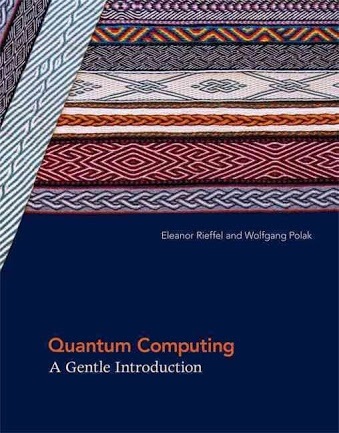 Eleanor Rieffel and Wolfgang Polak
Quantum Computing
A Gentle Introduction